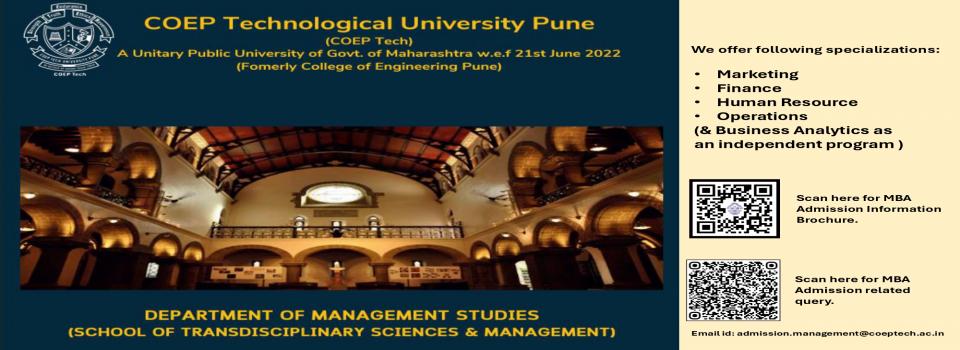 COEP Technological University Pune
(COEP Tech)
A Unitary Public University of Govt. of Maharashtra w.e.f 21st June 2022
(Fomerly College of Engineering Pune)
COEP Tech
DEPARTMENT OF MANAGEMENT STUDIES
(SCHOOL OF TRANSDISCIPLINARY SCIENCES & MANAGEMENT)
We offer following specializations:
• Marketing
• Finance
• Human Resource
• Operations
(& Business Analytics as
an independent program )
Scan here for MBA
Admission Information
Brochure.
Scan here for MBA
Admission related
query.
Email id: admission.management@coeptech.ac.in